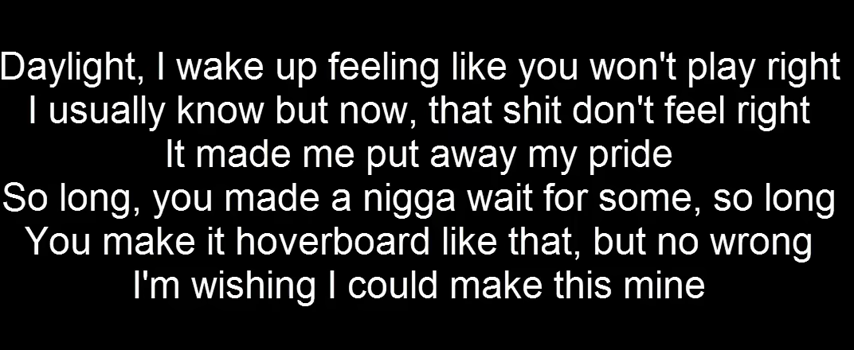 Daylight, I wake up feeling like you won't play right
I usually know but now, that shit don't feel right
It made me put away my pride
So long, you made a nigga wait for some, so long
You make it hoverboard like that, but no wrong
I'm wishing I could make this mine